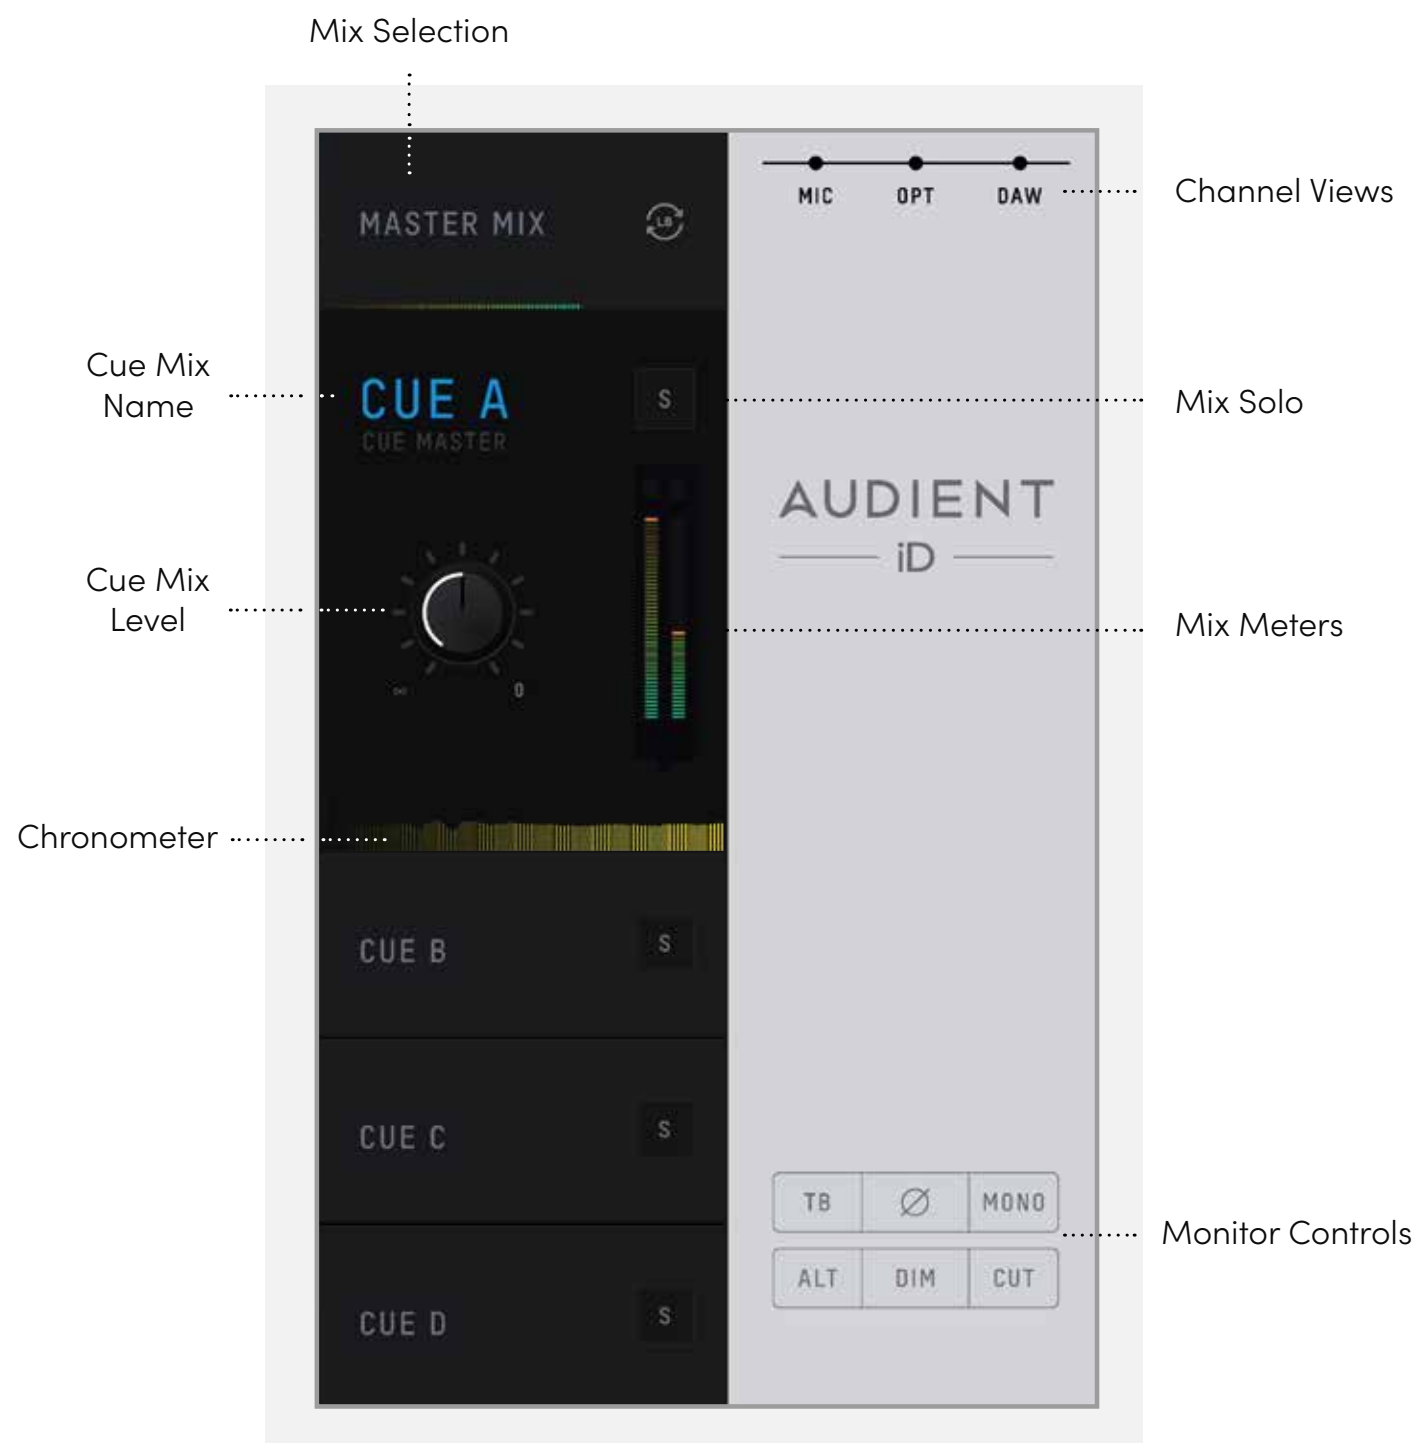 Mix Selection
MIC OPT DAW
Channel Views
MASTER MIX
LB
Cue Mix
Name
CUE A
S
CUE MASTER
Mix Solo
AUDIENT
iD
Cue Mix
Level
Mix Meters
-∞ 0
Chronometer
CUE B S
CUE C S
TB Ø MONO
Monitor Controls
ALT DIM CUT
CUE D S